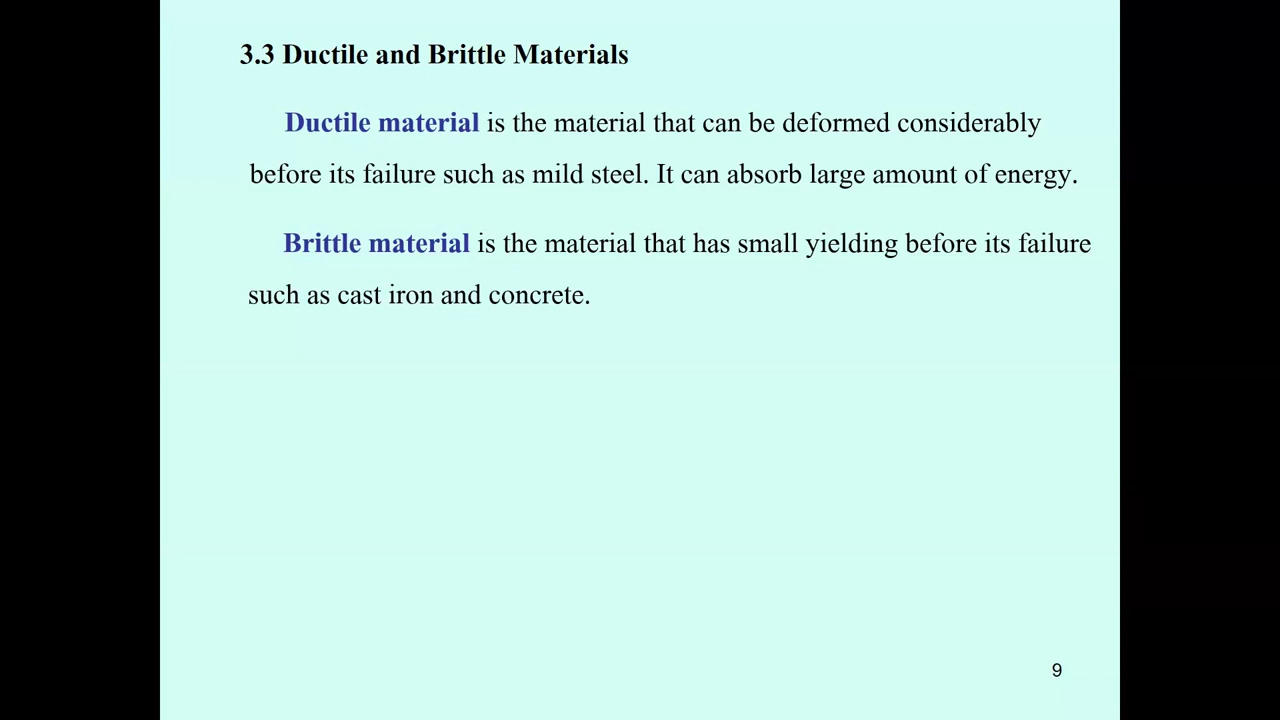 3.3 Ductile and Brittle Materials
Ductile material is the material that can be deformed considerably
before its failure such as mild steel. It can absorb large amount of energy.
Brittle material is the material that has small yielding before its failure
such as cast iron and concrete.
9